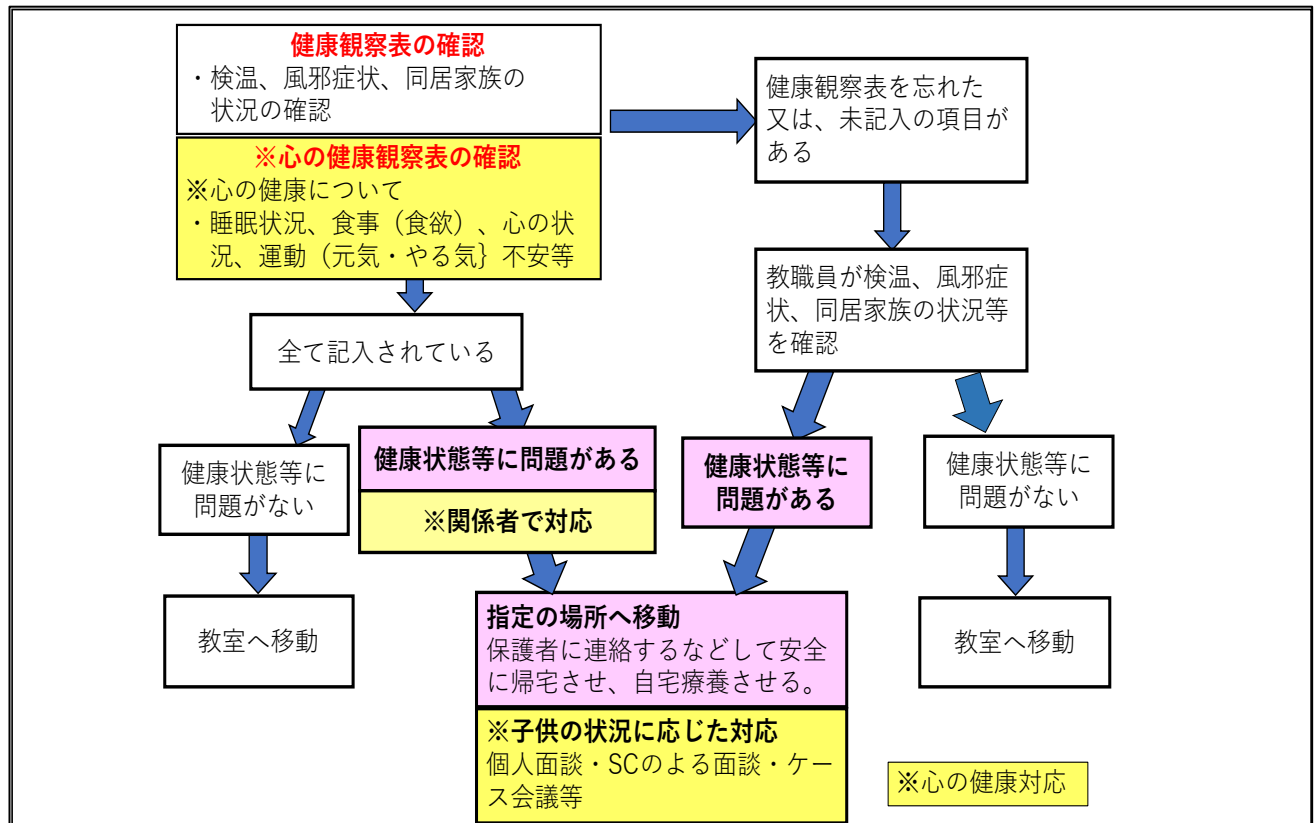 健康観察表の確認
・検温、風邪症状、同居家族の
状況の確認
※心の健康観察表の確認
※心の健康について
・睡眠状況、食事（食欲）、心の状
況、運動（元気・やる気｝不安等
健康観察表を忘れた
又は、未記入の項目が
ある
教職員が検温、風邪症
状、同居家族の状況等
を確認
全て記入されている
健康状態等に
問題がない
健康状態等に問題がある
※関係者で対応
健康状態等に
問題がある
健康状態等に
問題がない
教室へ移動
指定の場所へ移動
保護者に連絡するなどして安全
に帰宅させ、自宅療養させる。
※子供の状況に応じた対応
個人面談・SCのよる面談・ケー
ス会議等
教室へ移動
※心の健康対応